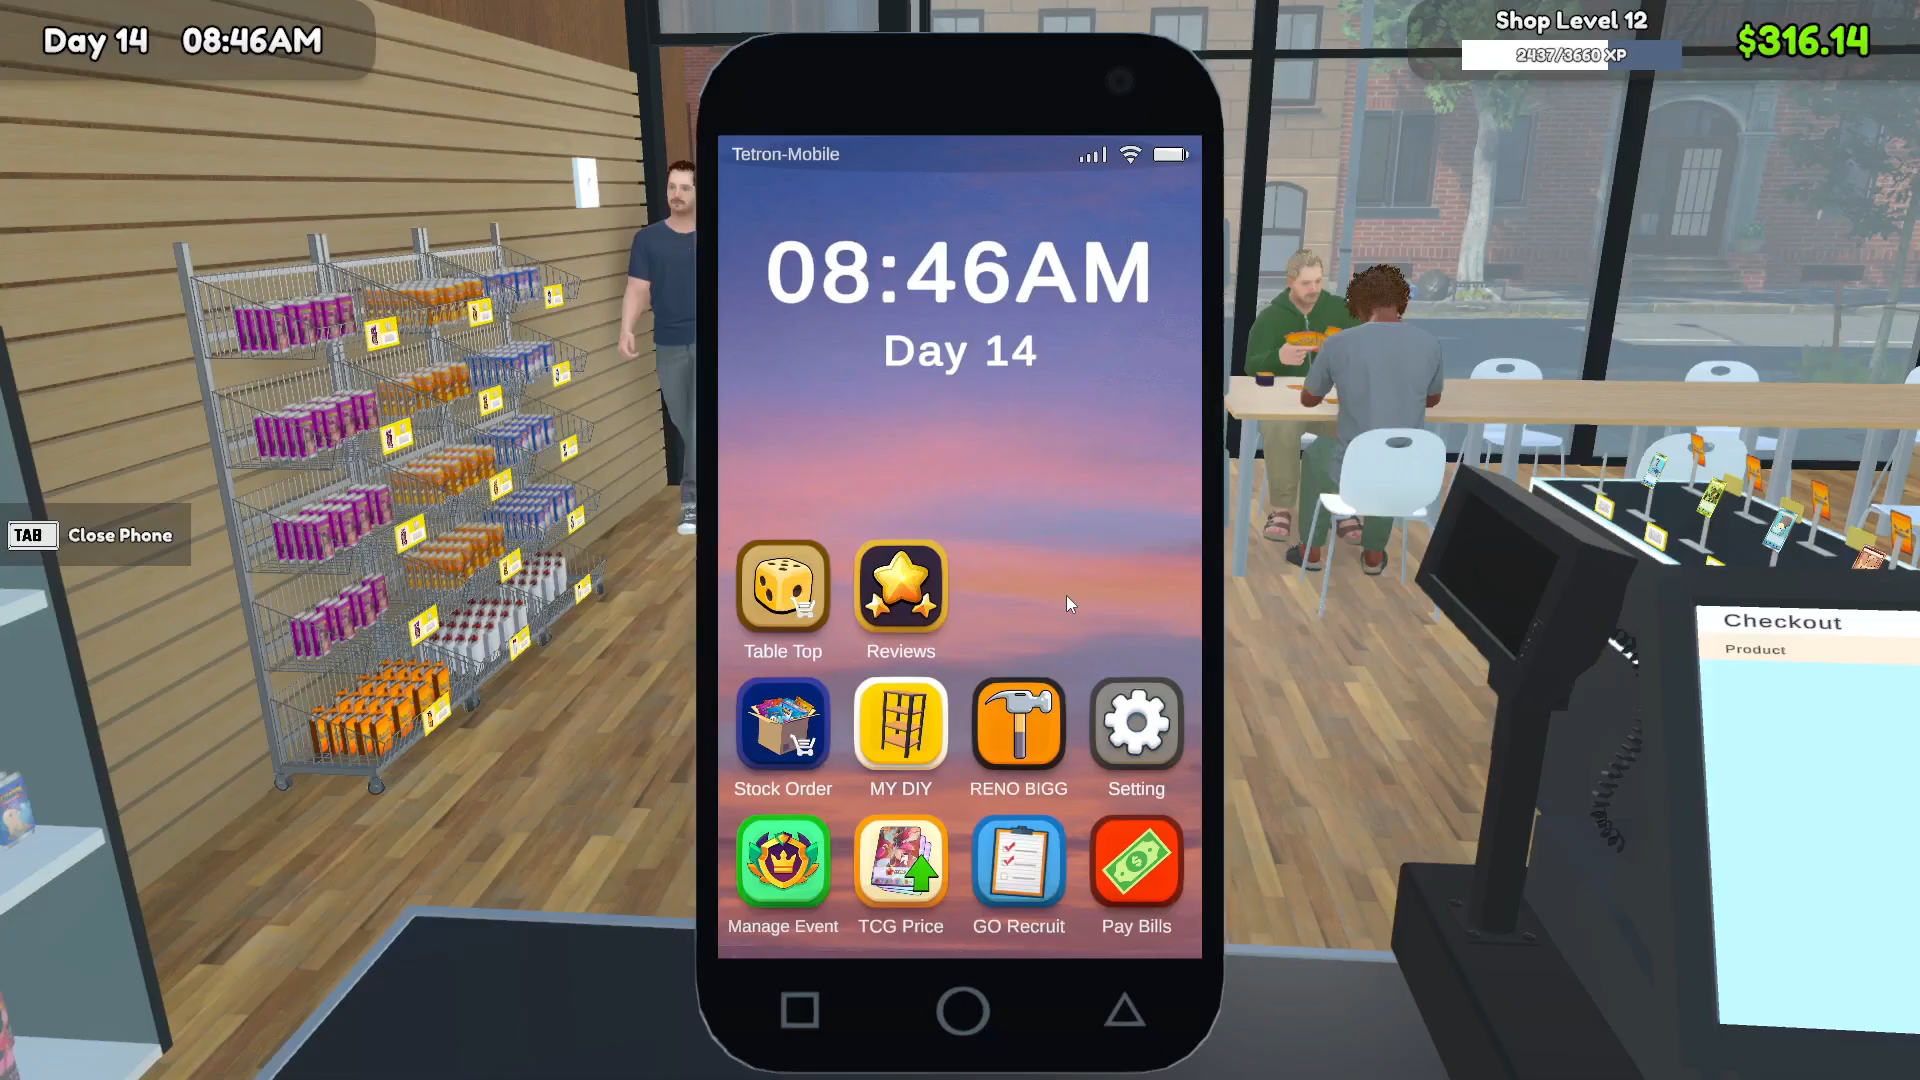 Day 14 08:46AM
Shop Level 12
2437/3660 XP
$316.14
Tetron-Mobile
08:46AM
Day 14
TAB Close Phone
Table Top
Reviews
Stock Order
MY DIY
RENO BIGG
Setting
Manage Event
TCG Price
GO Recruit
Pay Bills
Checkout
Product